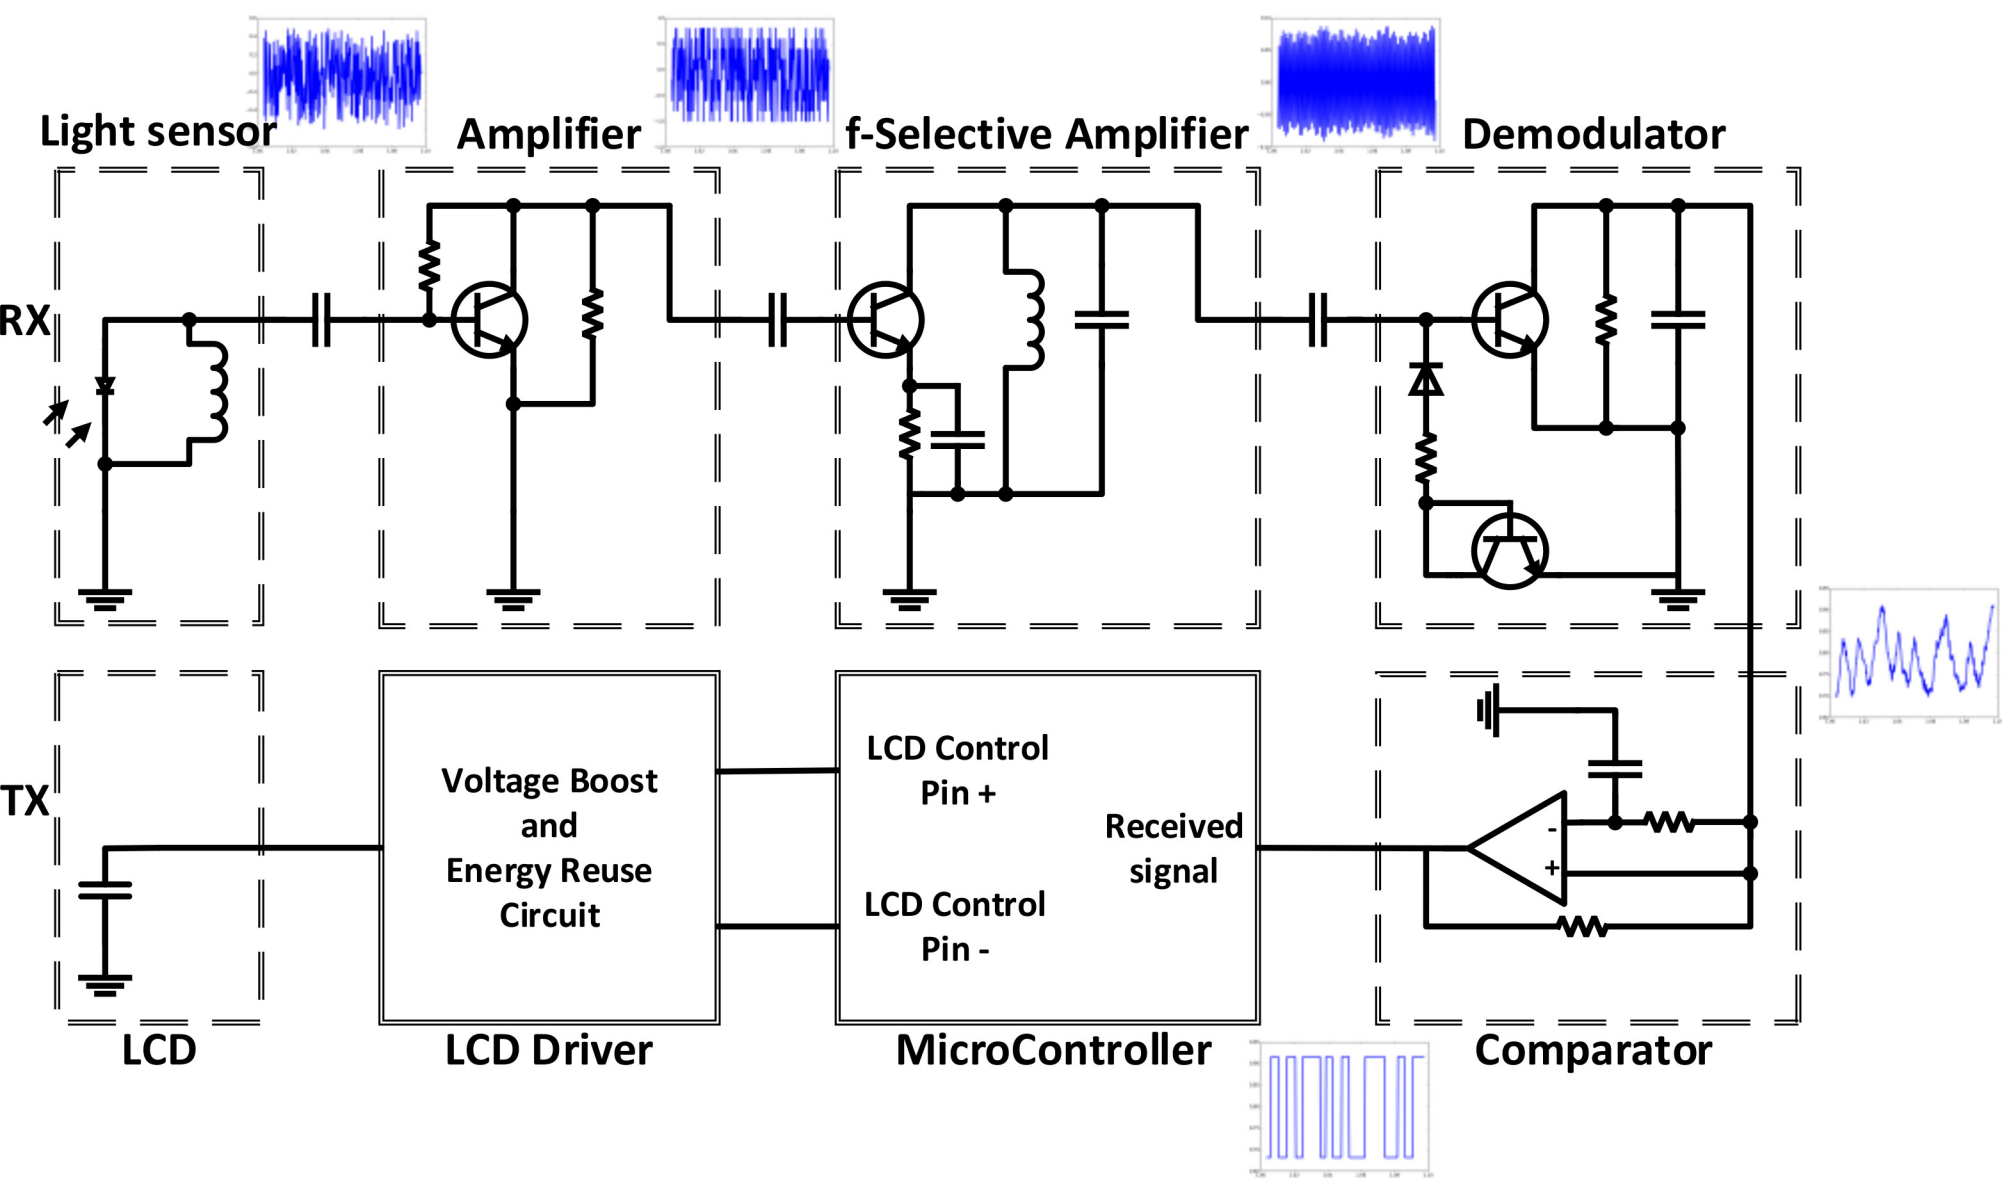 Light sensor
Amplifier
f-Selective Amplifier
Demodulator
RX
TX
Voltage Boost
and
Energy Reuse
Circuit
LCD Control
Pin +
LCD Control
Pin -
Received
signal
-
+
LCD
LCD Driver
MicroController
Comparator